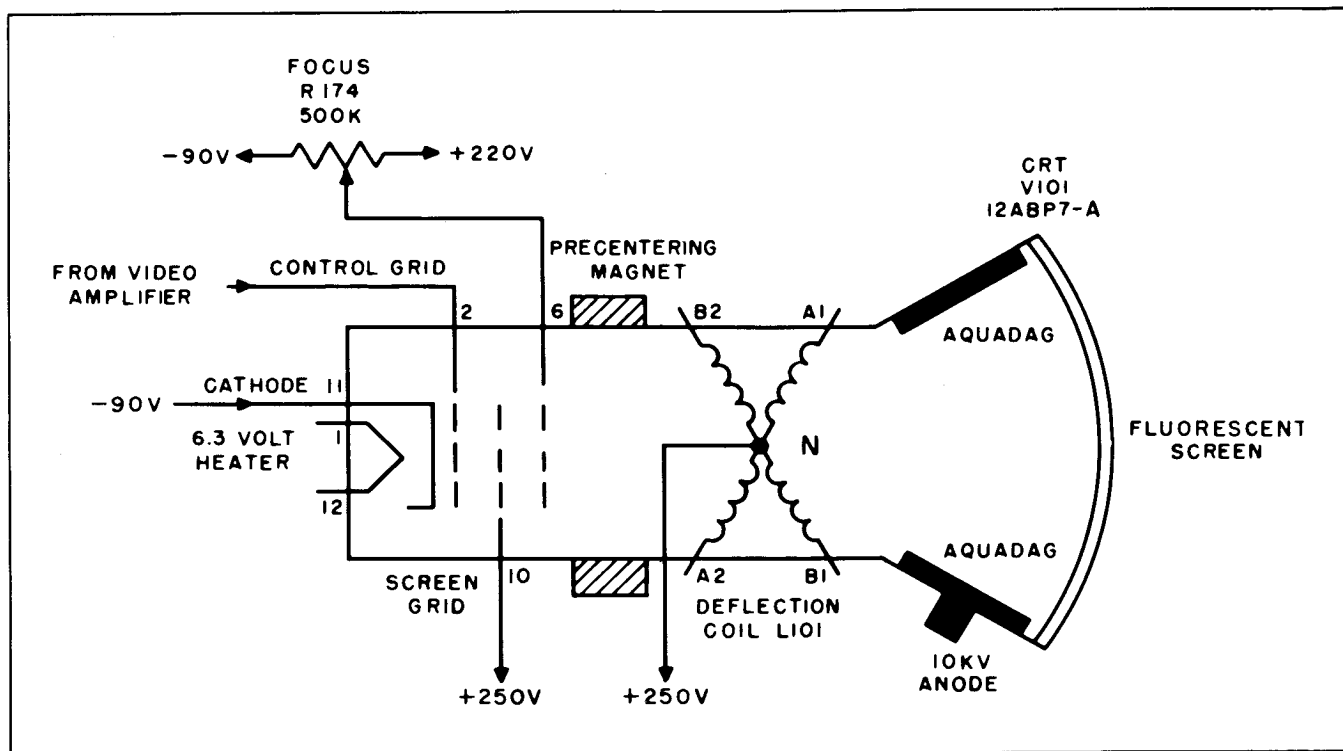 FOCUS
R174
500K
-90V
+220V
CRT
V101
12ABP7-A
PRECENTERING
MAGNET
FROM VIDEO
AMPLIFIER
CONTROL GRID
2
6
B2
A1
AQUADAG
CATHODE
11
-90V
1
6.3 VOLT
HEATER
12
N
FLUORESCENT
SCREEN
AQUADAG
SCREEN
GRID
10
A2
B1
DEFLECTION
COIL L101
10KV
ANODE
+250V
+250V